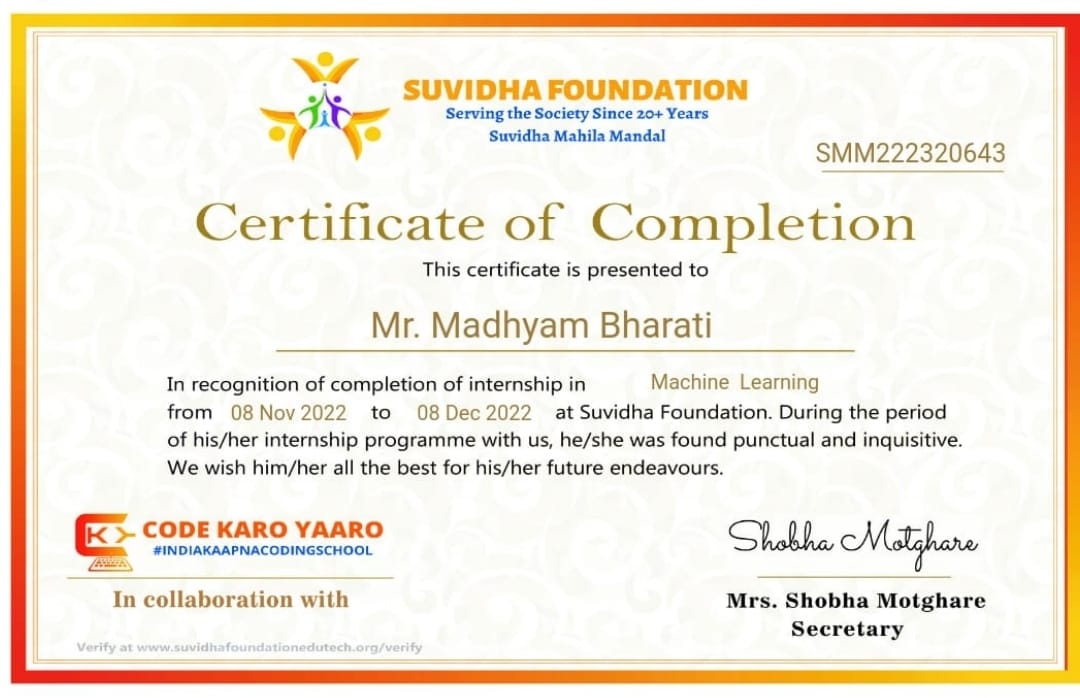 SUVIDHA FOUNDATION
Serving the Society Since 20+ Years
Suvidha Mahila Mandal
SMM222320643
Certificate of Completion
This certificate is presented to
Mr. Madhyam Bharati
In recognition of completion of internship in Machine Learning
from 08 Nov 2022 to 08 Dec 2022 at Suvidha Foundation. During the period
of his/her internship programme with us, he/she was found punctual and inquisitive.
We wish him/her all the best for his/her future endeavours.
CK
CODE KARO YAARO
#INDIAKAAPNACODINGSCHOOL
In collaboration with
Shobha Motghare
Mrs. Shobha Motghare
Secretary
Verify at www.suvidhafoundationedutech.org/verify